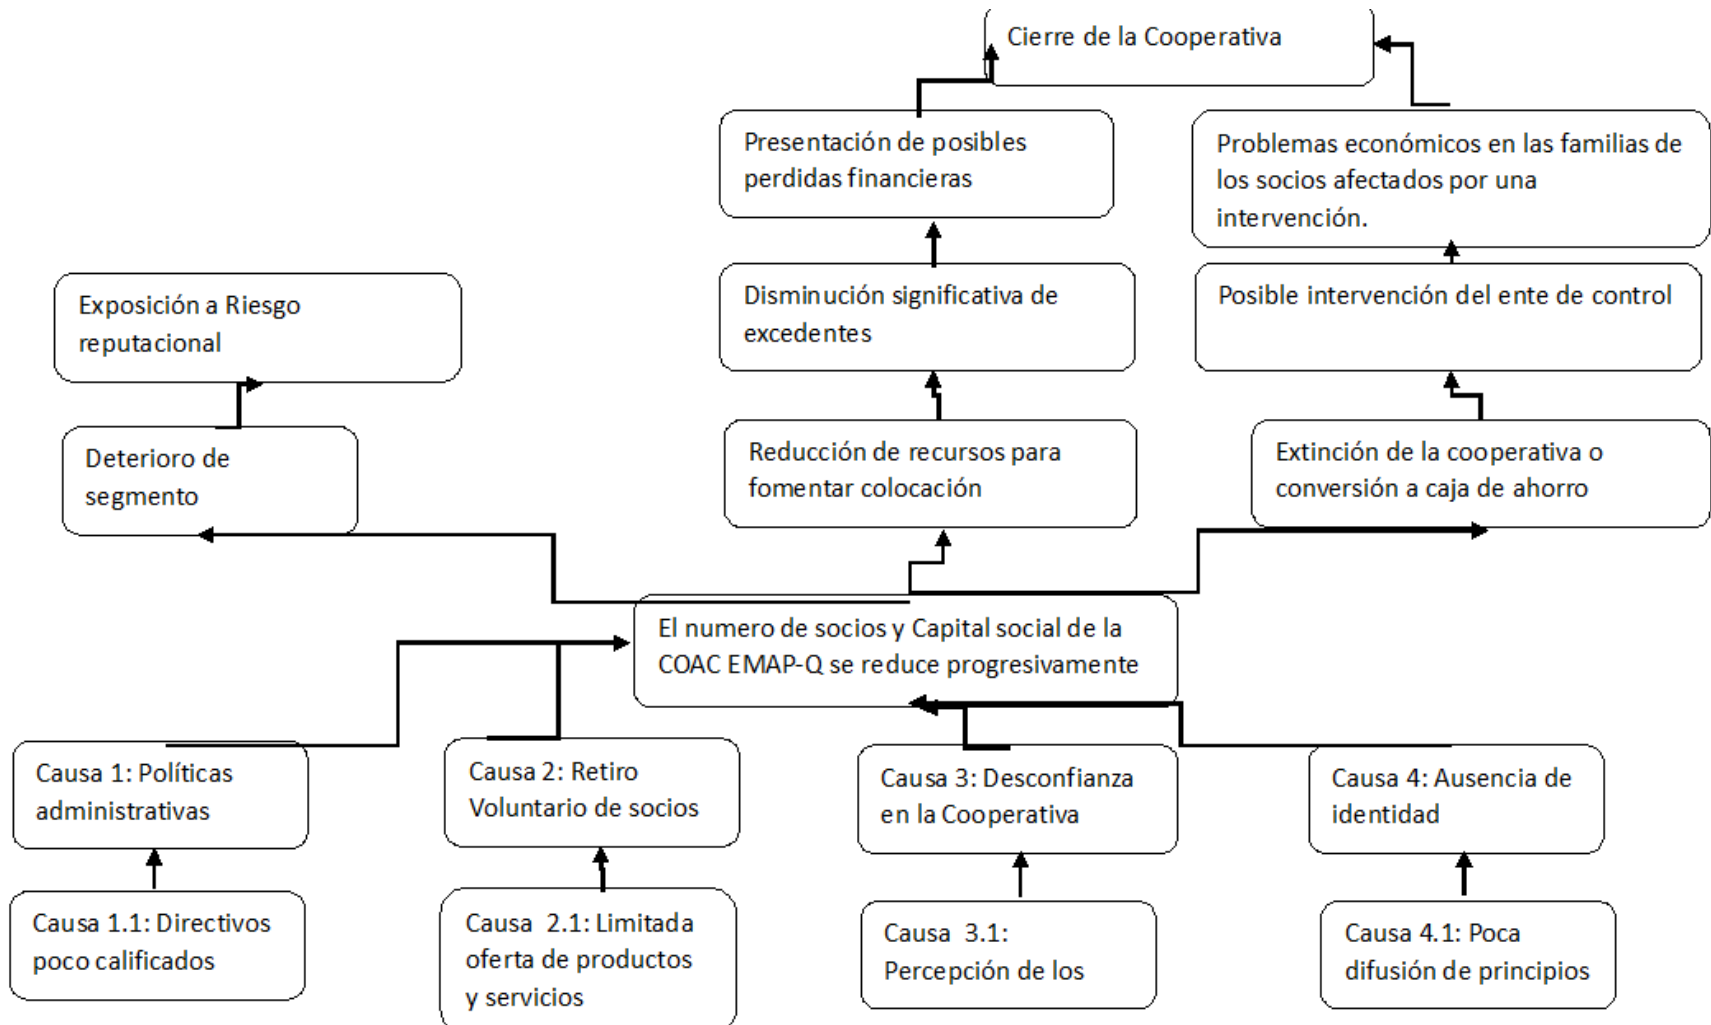 Cierre de la Cooperativa
Presentación de posibles
perdidas financieras
Problemas económicos en las familias de
los socios afectados por una
intervención.
Exposición a Riesgo
reputacional
Disminución significativa de
excedentes
Posible intervención del ente de control
Deterioro de
segmento
Reducción de recursos para
fomentar colocación
Extinción de la cooperativa o
conversión a caja de ahorro
El numero de socios y Capital social de la
COAC EMAP-Q se reduce progresivamente
Causa 1: Políticas
administrativas
Causa 2: Retiro
Voluntario de socios
Causa 3: Desconfianza
en la Cooperativa
Causa 4: Ausencia de
identidad
Causa 1.1: Directivos
poco calificados
Causa 2.1: Limitada
oferta de productos
y servicios
Causa 3.1:
Percepción de los
Causa 4.1: Poca
difusión de principios